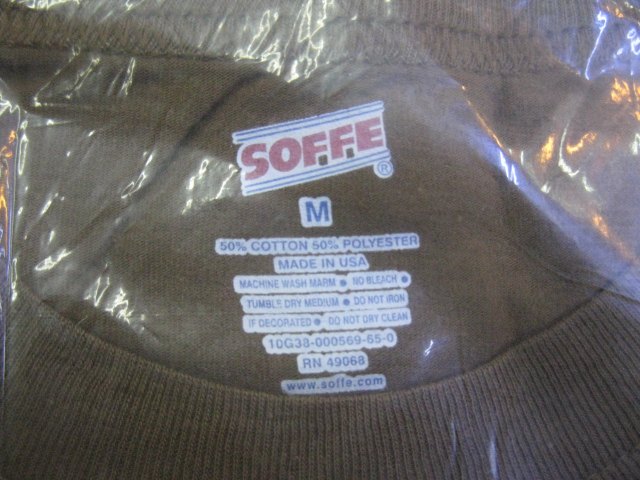 SOFFE®
M
50% COTTON 50% POLYESTER
MADE IN USA
MACHINE WASH WARM ● NO BLEACH ●
TUMBLE DRY MEDIUM ● DO NOT IRON
IF DECORATED ● DO NOT DRY CLEAN
10G38-000569-65-0
RN 49068
www.soffe.com